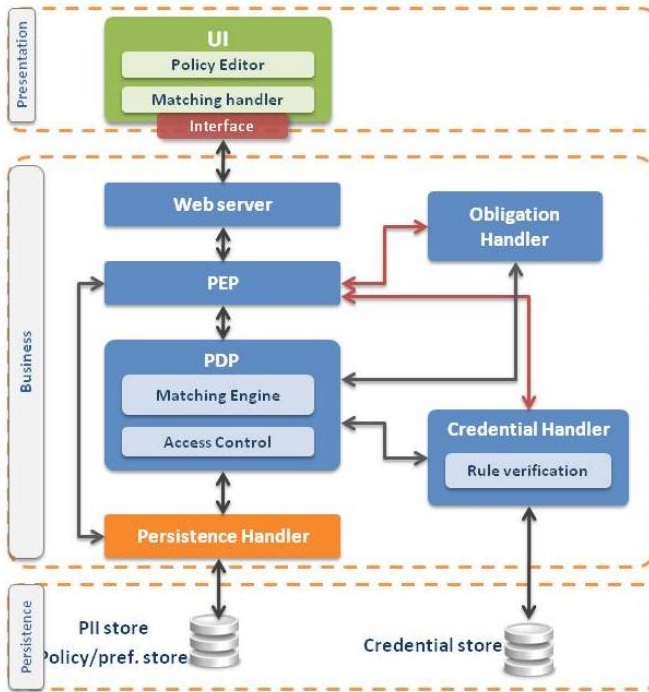 Presentation
UI
Policy Editor
Matching handler
Interface
Business
Web server
Obligation
Handler
PEP
PDP
Matching Engine
Access Control
Credential Handler
Rule verification
Persistence Handler
Persistence
PII store
Policy/pref. store
Credential store